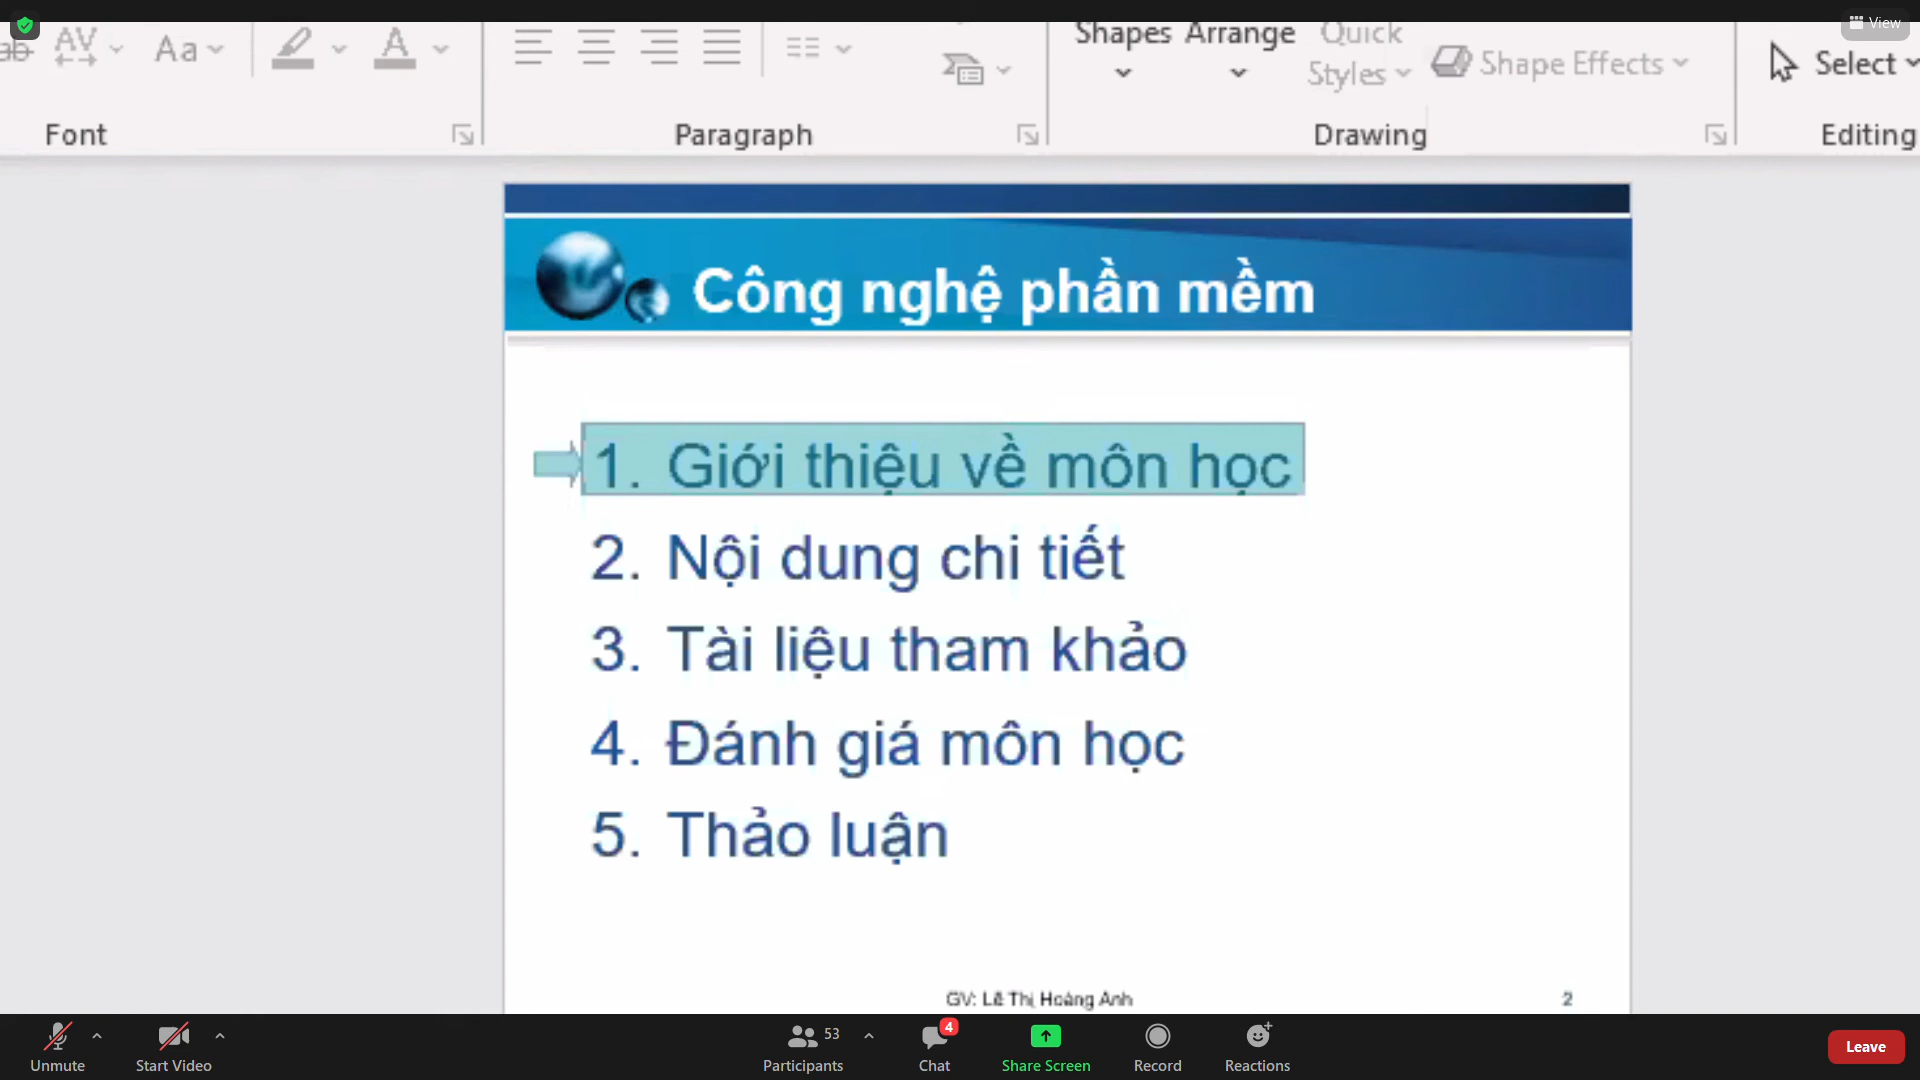 View
ab AV Aa A
Shapes Arrange Quick Styles Shape Effects Select
Font Paragraph Drawing Editing
Công nghệ phần mềm
1. Giới thiệu về môn học
2. Nội dung chi tiết
3. Tài liệu tham khảo
4. Đánh giá môn học
5. Thảo luận
GV: Lê Thị Hoàng Anh 2
Unmute Start Video Participants 53 Chat 4 Share Screen Record Reactions Leave